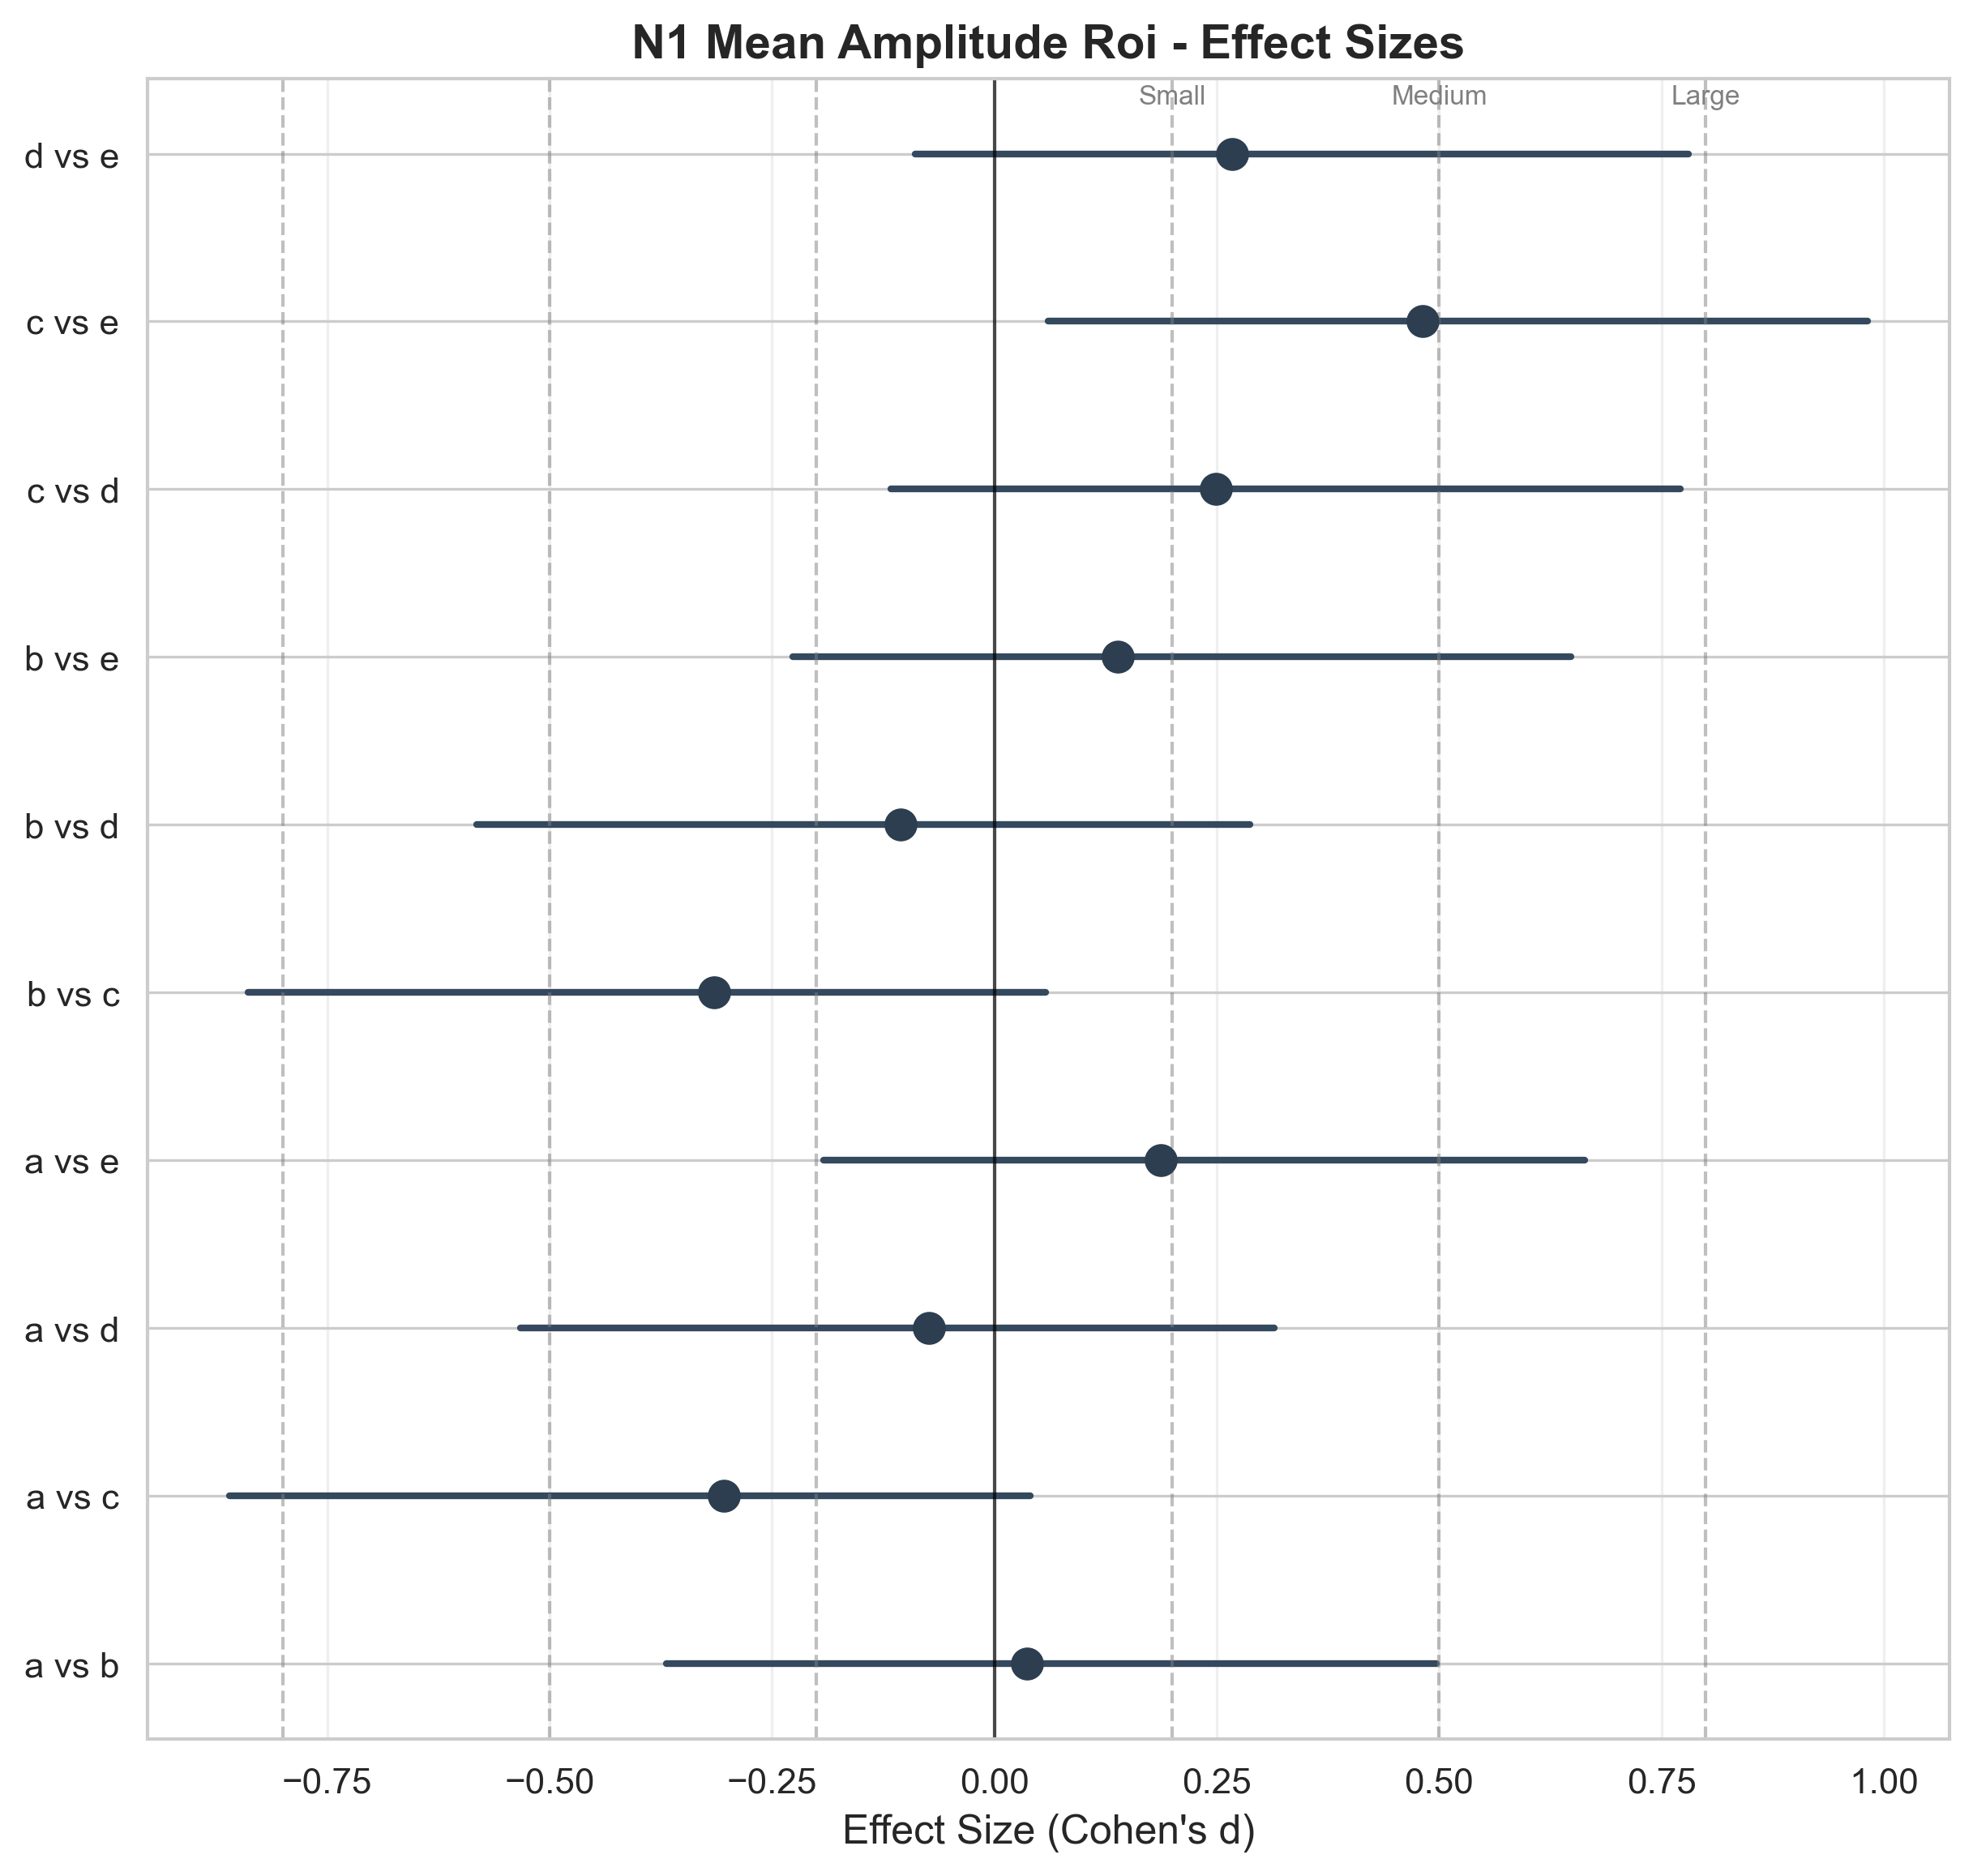 N1 Mean Amplitude Roi - Effect Sizes
Small Medium Large
d vs e
c vs e
c vs d
b vs e
b vs d
b vs c
a vs e
a vs d
a vs c
a vs b
−0.75 −0.50 −0.25 0.00 0.25 0.50 0.75 1.00
Effect Size (Cohen's d)